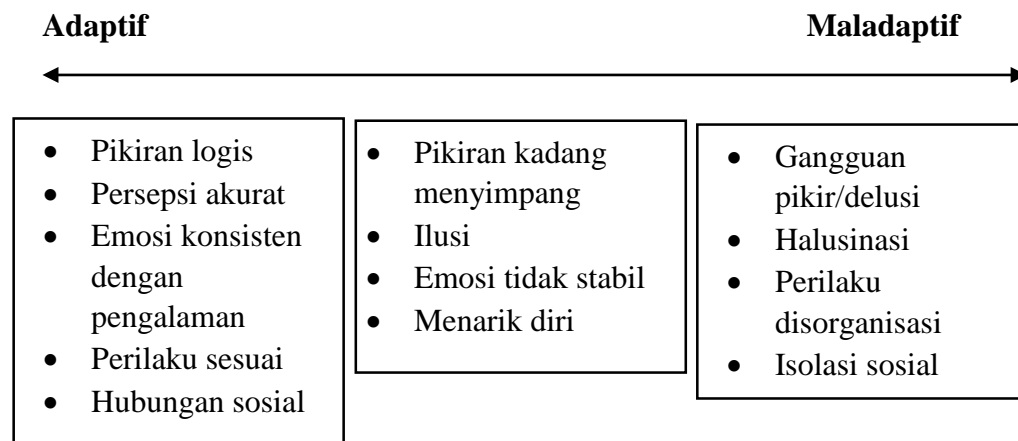 Adaptif
Maladaptif
• Pikiran logis
• Persepsi akurat
• Emosi konsisten
dengan
pengalaman
• Perilaku sesuai
• Hubungan sosial
• Pikiran kadang
menyimpang
• Ilusi
• Emosi tidak stabil
• Menarik diri
• Gangguan
pikir/delusi
• Halusinasi
• Perilaku
disorganisasi
• Isolasi sosial